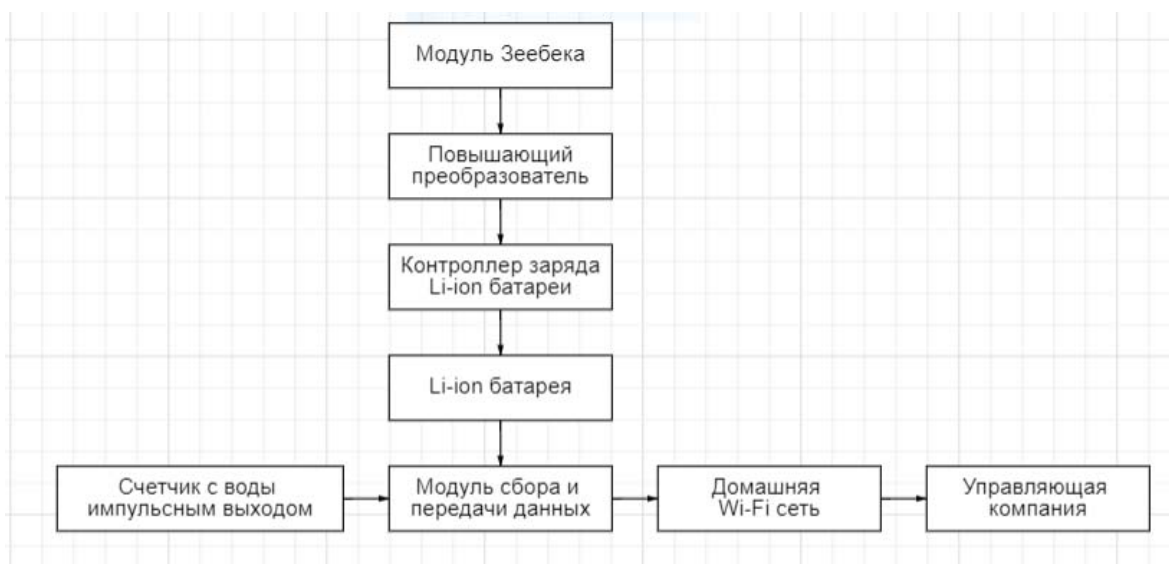 Модуль Зеебека
Повышающий
преобразователь
Контроллер заряда
Li-ion батареи
Li-ion батарея
Счетчик с воды
импульсным выходом
Модуль сбора и
передачи данных
Домашняя
Wi-Fi сеть
Управляющая
компания